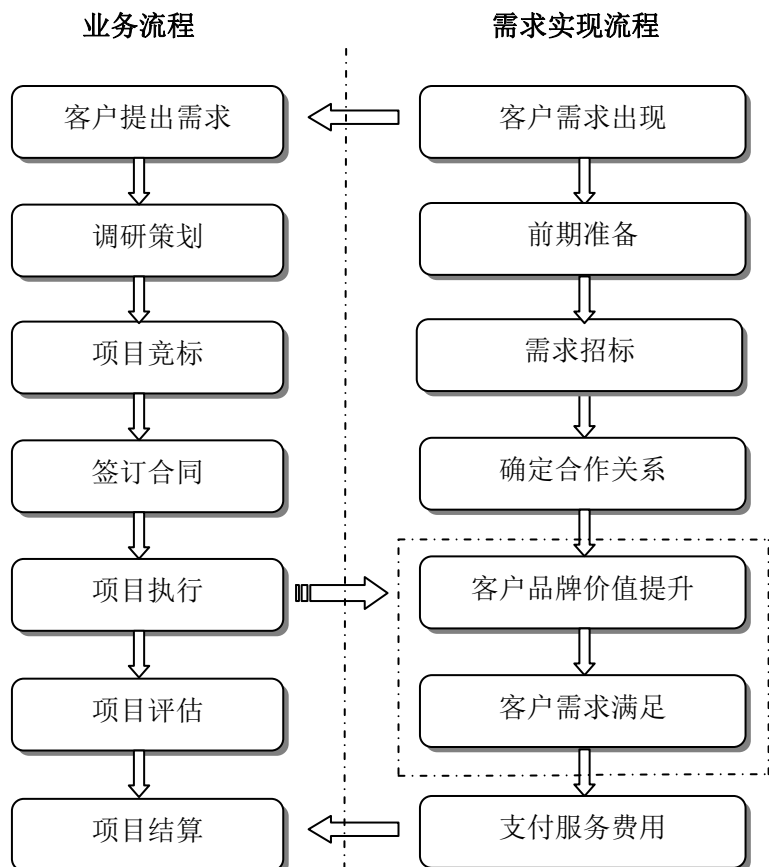 业务流程
需求实现流程
客户提出需求
客户需求出现
调研策划
前期准备
项目竞标
需求招标
签订合同
确定合作关系
项目执行
客户品牌价值提升
项目评估
客户需求满足
项目结算
支付服务费用